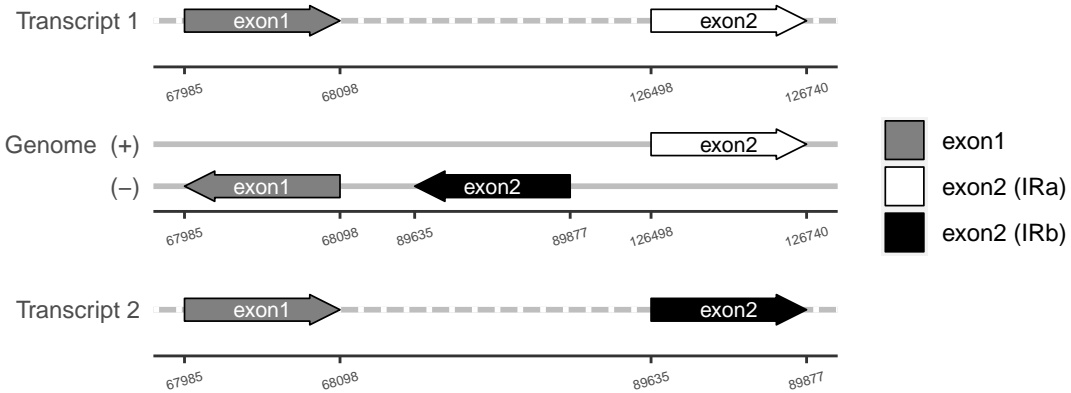 Transcript 1 exon1 exon2
67985 68098 126498 126740
Genome (+) exon2
(−) exon1 exon2
67985 68098 89635 89877 126498 126740
exon1
exon2 (IRa)
exon2 (IRb)
Transcript 2 exon1 exon2
67985 68098 89635 89877